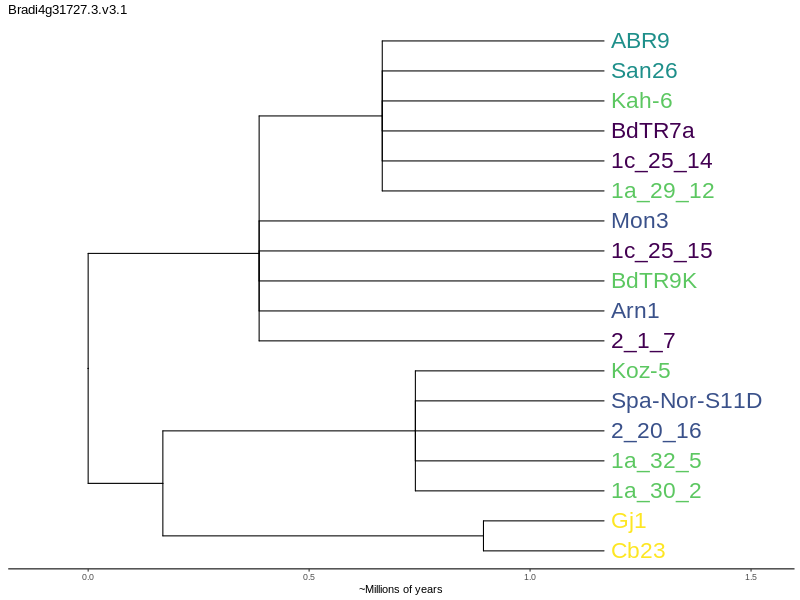 Bradi4g31727.3.v3.1
ABR9
San26
Kah-6
BdTR7a
1c_25_14
1a_29_12
Mon3
1c_25_15
BdTR9K
Arn1
2_1_7
Koz-5
Spa-Nor-S11D
2_20_16
1a_32_5
1a_30_2
Gj1
Cb23
0.0 0.5 1.0 1.5
~Millions of years